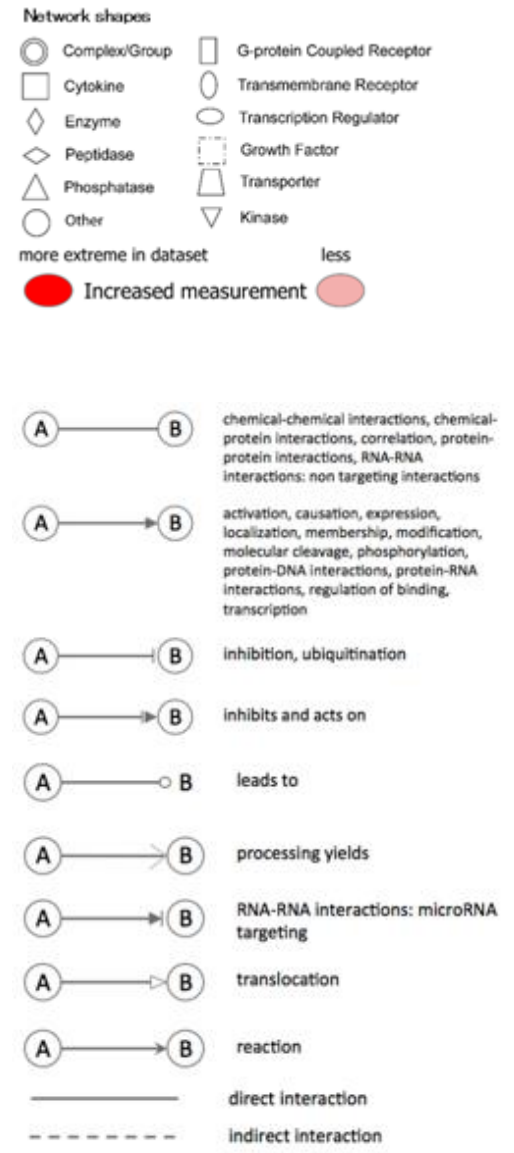 Network shapes
Complex/Group
G-protein Coupled Receptor
Cytokine
Transmembrane Receptor
Enzyme
Transcription Regulator
Peptidase
Growth Factor
Phosphatase
Transporter
Other
Kinase
more extreme in dataset
less
Increased measurement
A B
chemical-chemical interactions, chemical-
protein interactions, correlation, protein-
protein interactions, RNA-RNA
interactions: non targeting interactions
A B
activation, causation, expression,
localization, membership, modification,
molecular cleavage, phosphorylation,
protein-DNA interactions, protein-RNA
interactions, regulation of binding,
transcription
A B
inhibition, ubiquitination
A B
inhibits and acts on
A B
leads to
A B
processing yields
A B
RNA-RNA interactions: microRNA
targeting
A B
translocation
A B
reaction
direct interaction
indirect interaction